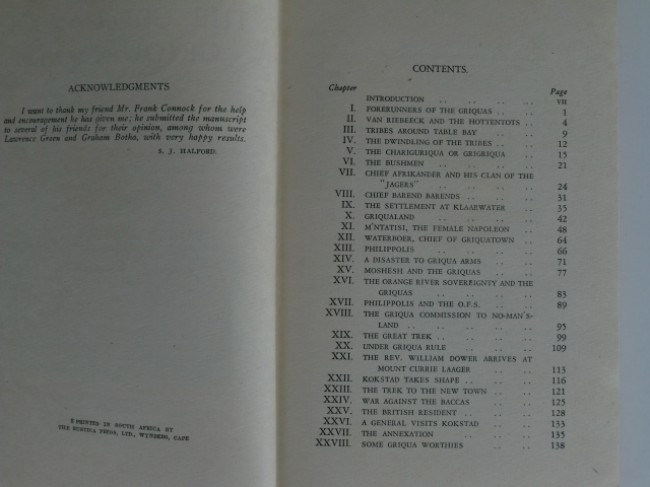 ACKNOWLEDGMENTS
I want to thank my friend Mr. Frank Connock for the help
and encouragement he has given me; he submitted the manuscript
to several of his friends for their opinion, among whom were
Lawrence Green and Graham Botha, with very happy results.
S. J. HALFORD.
PRINTED IN SOUTH AFRICA BY
THE RUSTICA PRESS, LTD., WYNBERG, CAPE
CONTENTS.
Chapter Page
INTRODUCTION .. .. .. .. VII
I. FORERUNNERS OF THE GRIQUAS .. .. 1
II. VAN RIEBEECK AND THE HOTTENTOTS .. 4
III. TRIBES AROUND TABLE BAY .. .. 9
IV. THE DWINDLING OF THE TRIBES .. .. 12
V. THE CHARIGURIQUA OR GRIGRIQUA .. .. 15
VI. THE BUSHMEN .. .. .. .. 21
VII. CHIEF AFRIKANDER AND HIS CLAN OF THE
"JAGERS" .. .. .. .. 24
VIII. CHIEF BAREND BARENDS .. .. .. 31
IX. THE SETTLEMENT AT KLAARWATER .. .. 35
X. GRIQUALAND .. .. .. .. 42
XI. M'NTATISI, THE FEMALE NAPOLEON .. .. 48
XII. WATERBOER, CHIEF OF GRIQUATOWN .. .. 64
XIII. PHILIPPOLIS .. .. .. .. 66
XIV. A DISASTER TO GRIQUA ARMS .. .. 71
XV. MOSHESH AND THE GRIQUAS .. .. 77
XVI. THE ORANGE RIVER SOVEREIGNTY AND THE
GRIQUAS .. .. .. .. 83
XVII. PHILIPPOLIS AND THE O.F.S. .. .. 89
XVIII. THE GRIQUA COMMISSION TO NO-MAN'S-
LAND .. .. .. .. 95
XIX. THE GREAT TREK .. .. .. 99
XX. UNDER GRIQUA RULE .. .. .. 109
XXI. THE REV. WILLIAM DOWER ARRIVES AT
MOUNT CURRIE LAAGER .. .. 113
XXII. KOKSTAD TAKES SHAPE .. .. .. 116
XXIII. THE TREK TO THE NEW TOWN .. .. 121
XXIV. WAR AGAINST THE BACCAS .. .. 125
XXV. THE BRITISH RESIDENT .. .. .. 128
XXVI. A GENERAL VISITS KOKSTAD .. .. 133
XXVII. THE ANNEXATION .. .. .. 135
XXVIII. SOME GRIQUA WORTHIES .. .. .. 138